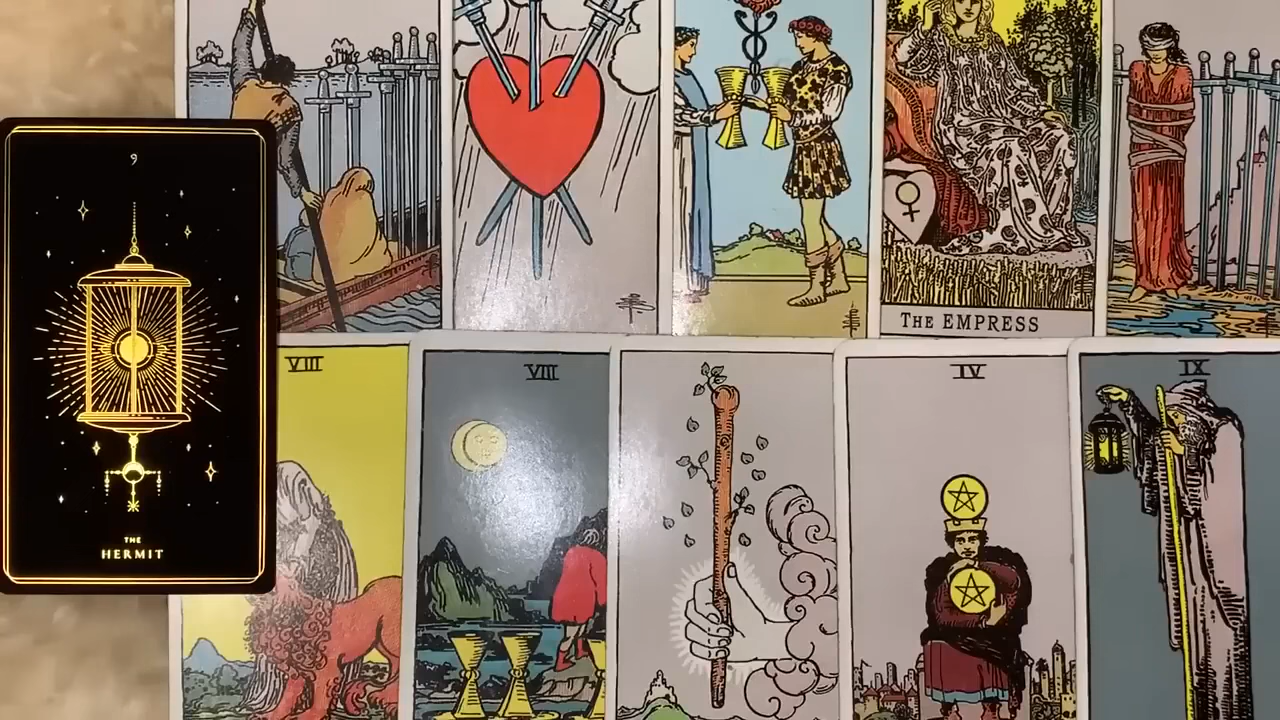 9
THE
HERMIT
THE EMPRESS
VIII
VIII
IV
IX